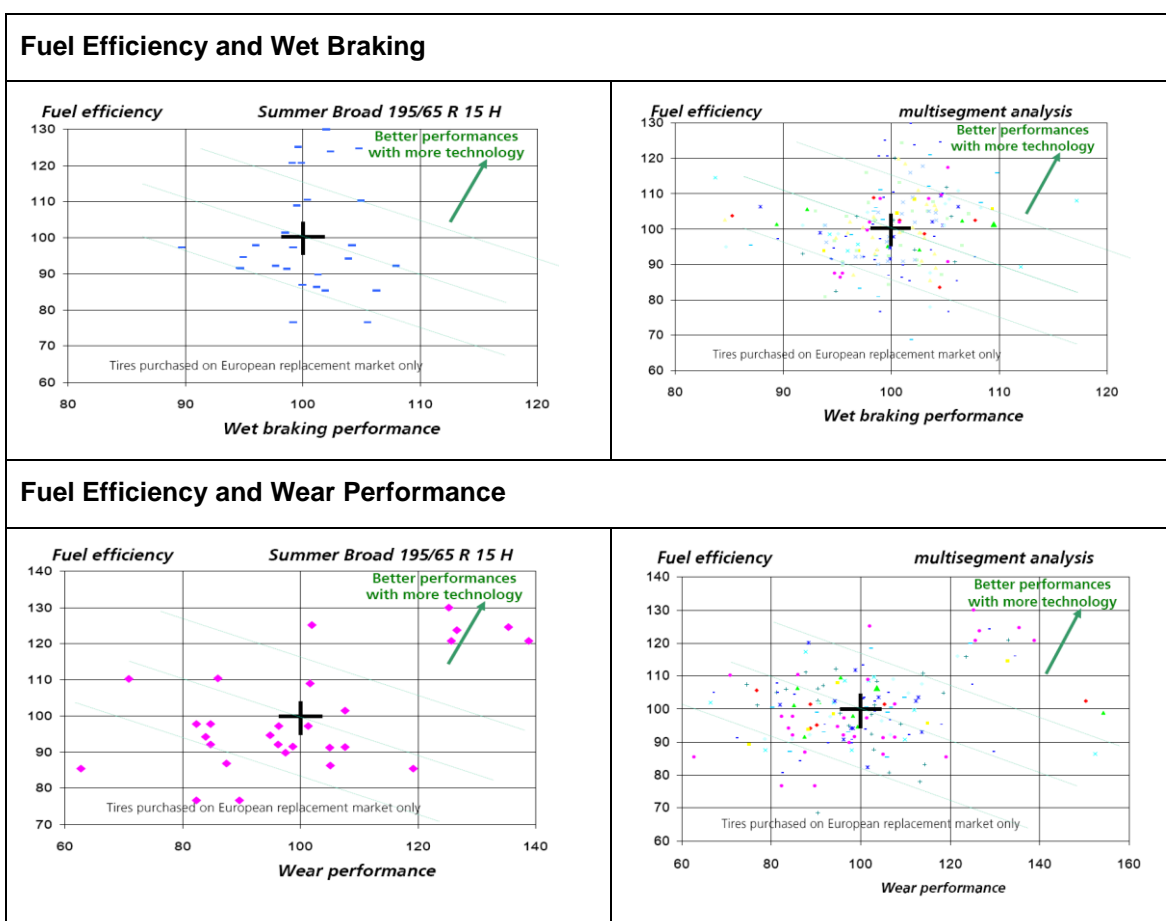 Fuel Efficiency and Wet Braking
Fuel efficiency
Summer Broad 195/65 R 15 H
130
120
110
100
90
80
70
60
Better performances
with more technology
Tires purchased on European replacement market only
80 90 100 110 120
Wet braking performance
Fuel efficiency
multisegment analysis
130
120
110
100
90
80
70
60
Better performances
with more technology
Tires purchased on European replacement market only
80 90 100 110 120
Wet braking performance
Fuel Efficiency and Wear Performance
Fuel efficiency
Summer Broad 195/65 R 15 H
140
130
120
110
100
90
80
70
Better performances
with more technology
Tires purchased on European replacement market only
60 80 100 120 140
Wear performance
Fuel efficiency
multisegment analysis
140
130
120
110
100
90
80
70
60
Better performances
with more technology
Tires purchased on European replacement market only
60 80 100 120 140 160
Wear performance